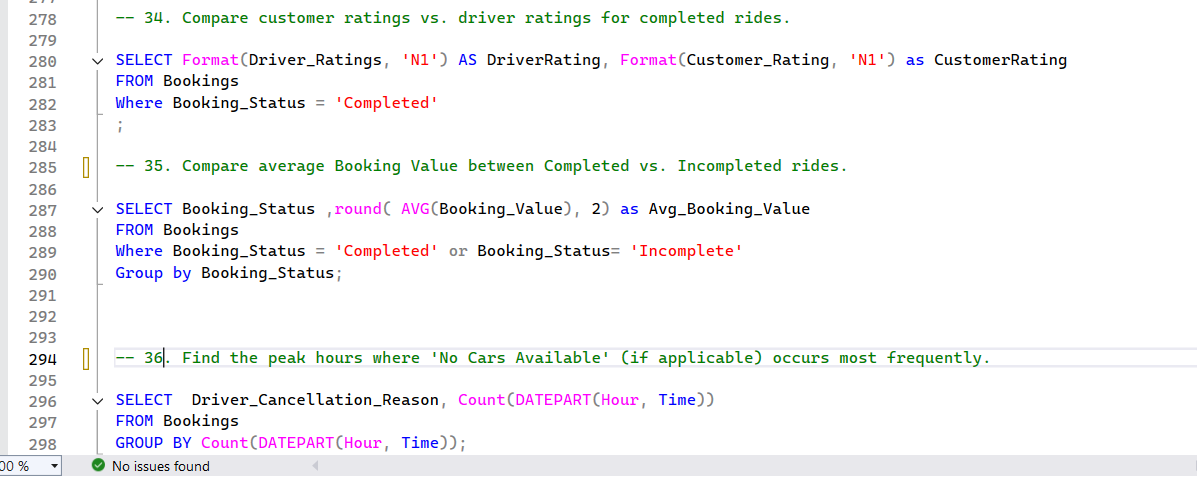 278 -- 34. Compare customer ratings vs. driver ratings for completed rides.
279
280 SELECT Format(Driver_Ratings, 'N1') AS DriverRating, Format(Customer_Rating, 'N1') as CustomerRating
281 FROM Bookings
282 Where Booking_Status = 'Completed'
283 ;
284
285 -- 35. Compare average Booking Value between Completed vs. Incompleted rides.
286
287 SELECT Booking_Status ,round( AVG(Booking_Value), 2) as Avg_Booking_Value
288 FROM Bookings
289 Where Booking_Status = 'Completed' or Booking_Status= 'Incomplete'
290 Group by Booking_Status;
291
292
293
294 -- 36. Find the peak hours where 'No Cars Available' (if applicable) occurs most frequently.
295
296 SELECT  Driver_Cancellation_Reason, Count(DATEPART(Hour, Time))
297 FROM Bookings
298 GROUP BY Count(DATEPART(Hour, Time));
00 % No issues found